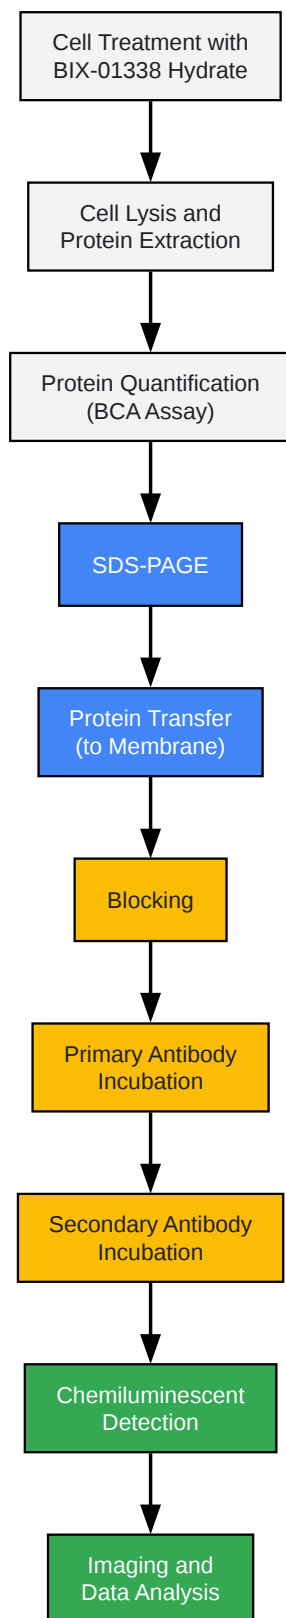 Cell Treatment with
BIX-01338 Hydrate
Cell Lysis and
Protein Extraction
Protein Quantification
(BCA Assay)
SDS-PAGE
Protein Transfer
(to Membrane)
Blocking
Primary Antibody
Incubation
Secondary Antibody
Incubation
Chemiluminescent
Detection
Imaging and
Data Analysis